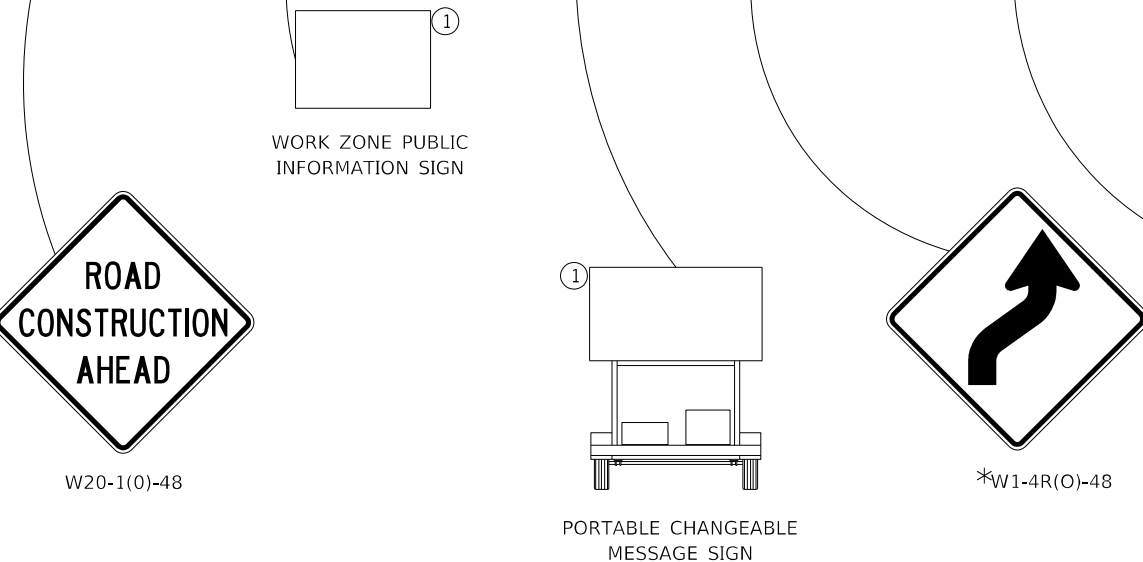 1
WORK ZONE PUBLIC
INFORMATION SIGN
ROAD
CONSTRUCTION
AHEAD
W20-1(0)-48
1
PORTABLE CHANGEABLE
MESSAGE SIGN
*W1-4R(O)-48